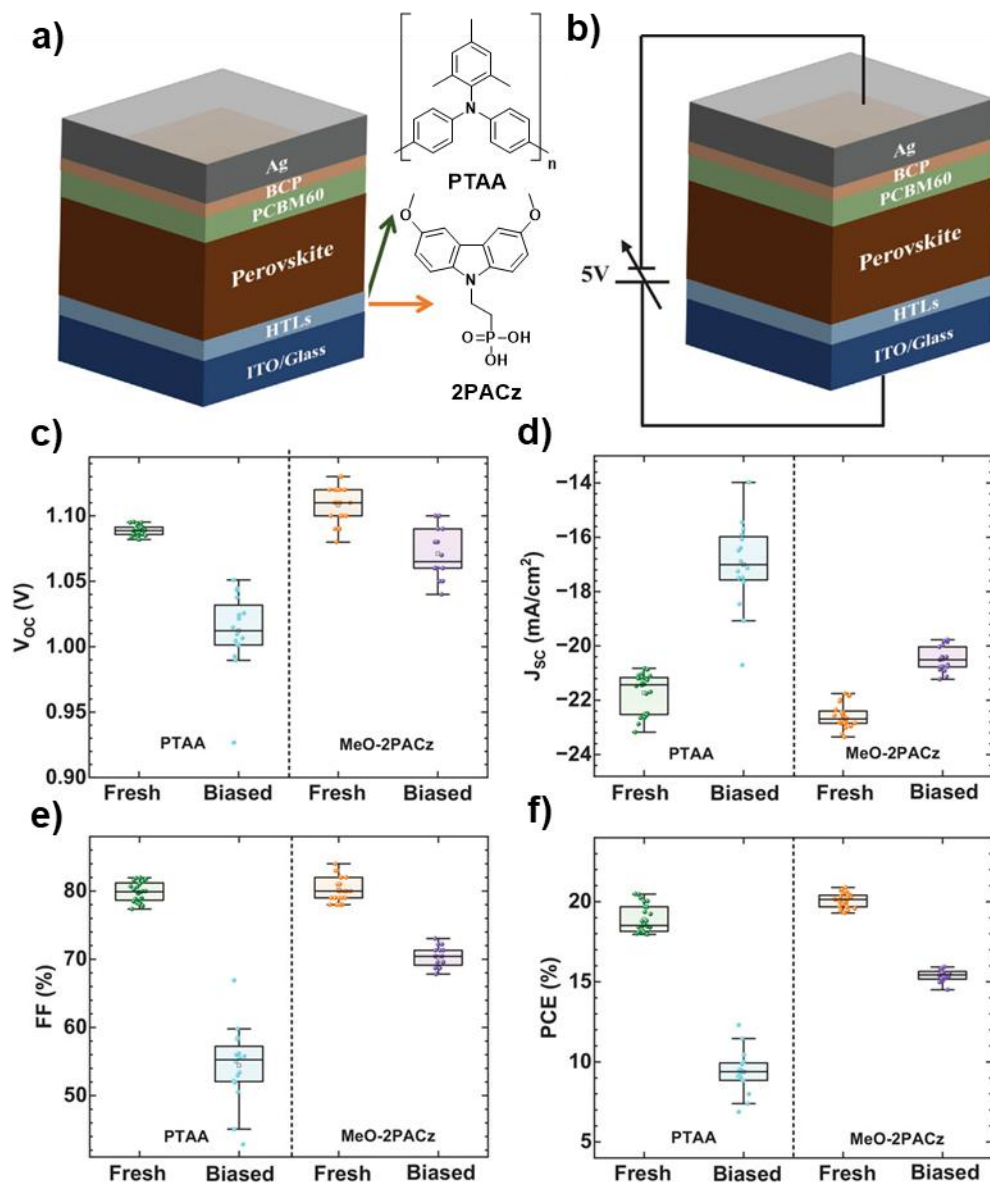 a)
Ag
BCP
PCBM60
Perovskite
HTLs
ITO/Glass
N
n
PTAA
O
O
N
O=P-OH
OH
2PACz
b)
5V
Ag
BCP
PCBM60
Perovskite
HTLs
ITO/Glass
c)
VOC (V)
1.10
1.05
1.00
0.95
0.90
PTAA
MeO-2PACz
Fresh Biased Fresh Biased
d)
JSC (mA/cm²)
−14
−16
−18
−20
−22
−24
PTAA
MeO-2PACz
Fresh Biased Fresh Biased
e)
FF (%)
80
70
60
50
PTAA
MeO-2PACz
Fresh Biased Fresh Biased
f)
PCE (%)
20
15
10
5
PTAA
MeO-2PACz
Fresh Biased Fresh Biased